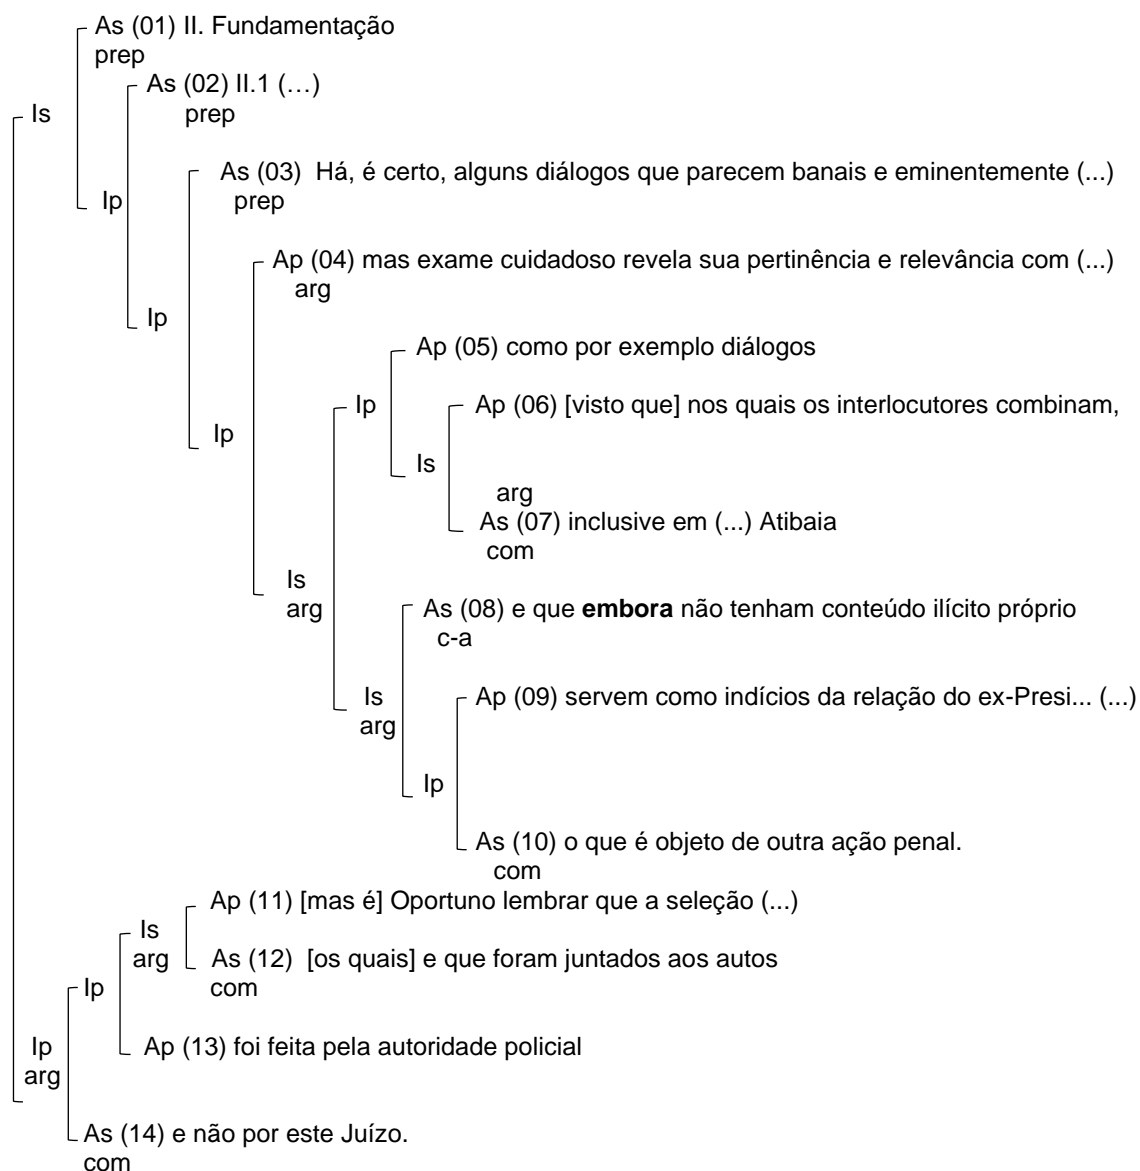 As (01) II. Fundamentação
prep
As (02) II.1 (…)
Is
prep
As (03) Há, é certo, alguns diálogos que parecem banais e eminentemente (...)
Ip
prep
Ap (04) mas exame cuidadoso revela sua pertinência e relevância com (...)
arg
Ip
Ap (05) como por exemplo diálogos
Ip
Ap (06) [visto que] nos quais os interlocutores combinam,
Ip
Is
arg
As (07) inclusive em (...) Atibaia
com
Is
arg
As (08) e que embora não tenham conteúdo ilícito próprio
c-a
Is
arg
Ap (09) servem como indícios da relação do ex-Presi... (...)
Ip
As (10) o que é objeto de outra ação penal.
com
Ap (11) [mas é] Oportuno lembrar que a seleção (...)
Is
arg
As (12) [os quais] e que foram juntados aos autos
com
Ip
Ip
arg
Ap (13) foi feita pela autoridade policial
As (14) e não por este Juízo.
com